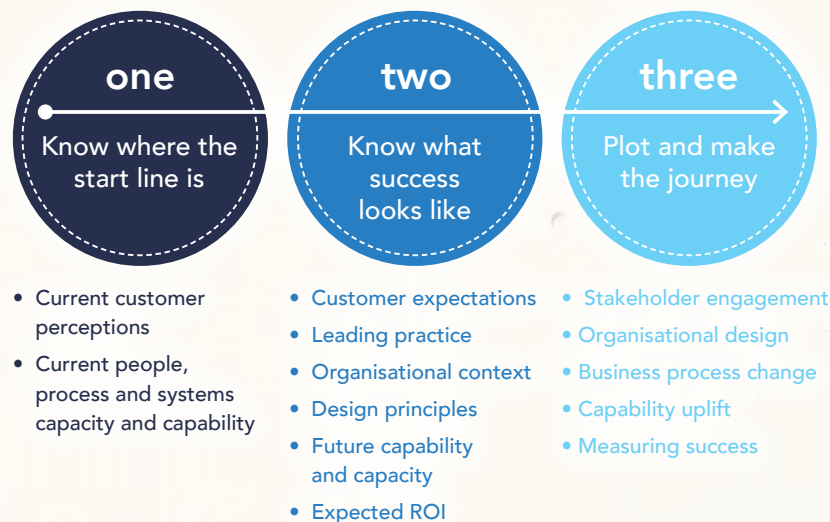 one
Know where the
start line is
• Current customer
perceptions
• Current people,
process and systems
capacity and capability
two
Know what
success
looks like
• Customer expectations
• Leading practice
• Organisational context
• Design principles
• Future capability
and capacity
• Expected ROI
three
Plot and make
the journey
• Stakeholder engagement
• Organisational design
• Business process change
• Capability uplift
• Measuring success